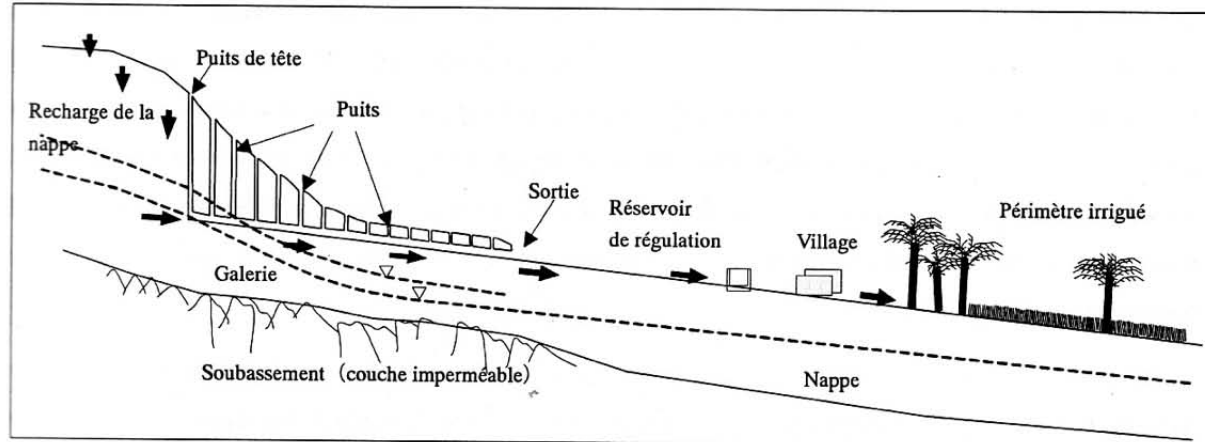 Puits de tête
Recharge de la
nappe
Puits
Sortie
Réservoir
de régulation
Village
Périmètre irrigué
Galerie
Soubassement (couche imperméable)
Nappe